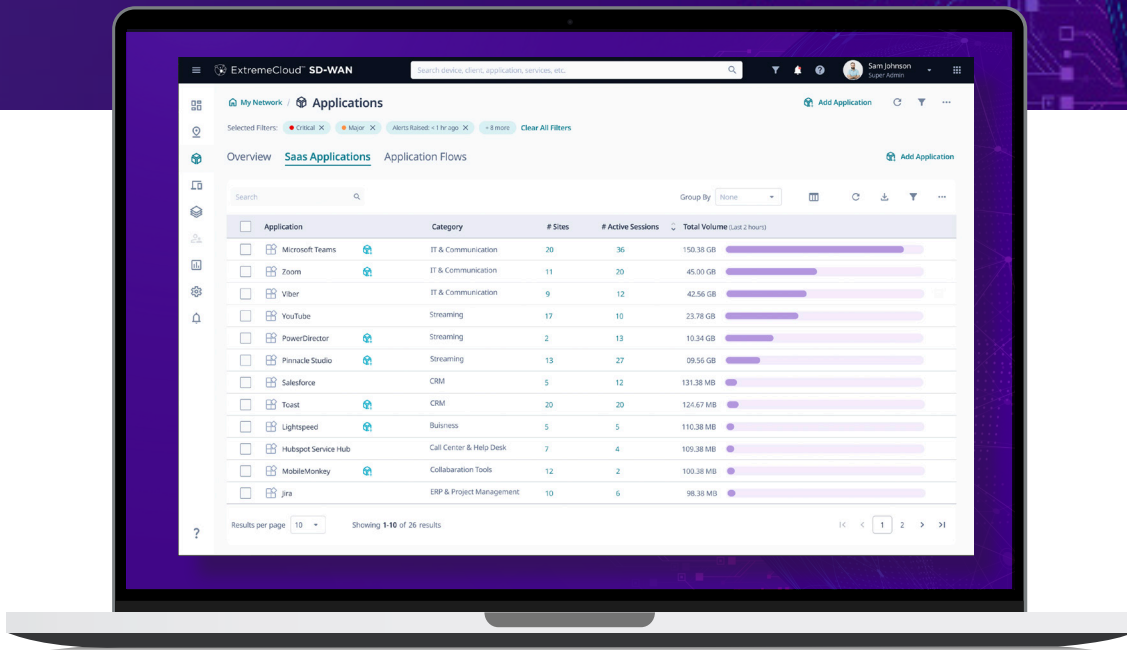 ExtremeCloud™ SD-WAN
Search device, client, application, services, etc.
Sam Johnson
Super Admin
My Network / Applications
Add Application
Selected Filters: Critical X Major X Alerts Raised: < 1 hr ago X + 8 more Clear All Filters
Overview Saas Applications Application Flows
Add Application
Search
Group By None
Application Category # Sites # Active Sessions Total Volume (Last 2 hours)
Microsoft Teams IT & Communication 20 36 150.38 GB
Zoom IT & Communication 11 20 45.00 GB
Viber IT & Communication 9 12 42.56 GB
YouTube Streaming 17 10 23.78 GB
PowerDirector Streaming 2 13 10.34 GB
Pinnacle Studio Streaming 13 27 09.56 GB
Salesforce CRM 5 12 131.38 MB
Toast CRM 20 20 124.67 MB
Lightspeed Buisness 5 5 110.38 MB
Hubspot Service Hub Call Center & Help Desk 7 4 109.38 MB
MobileMonkey Collabaration Tools 12 2 100.38 MB
Jira ERP & Project Management 10 6 98.38 MB
Results per page 10 Showing 1-10 of 26 results
1 2
?